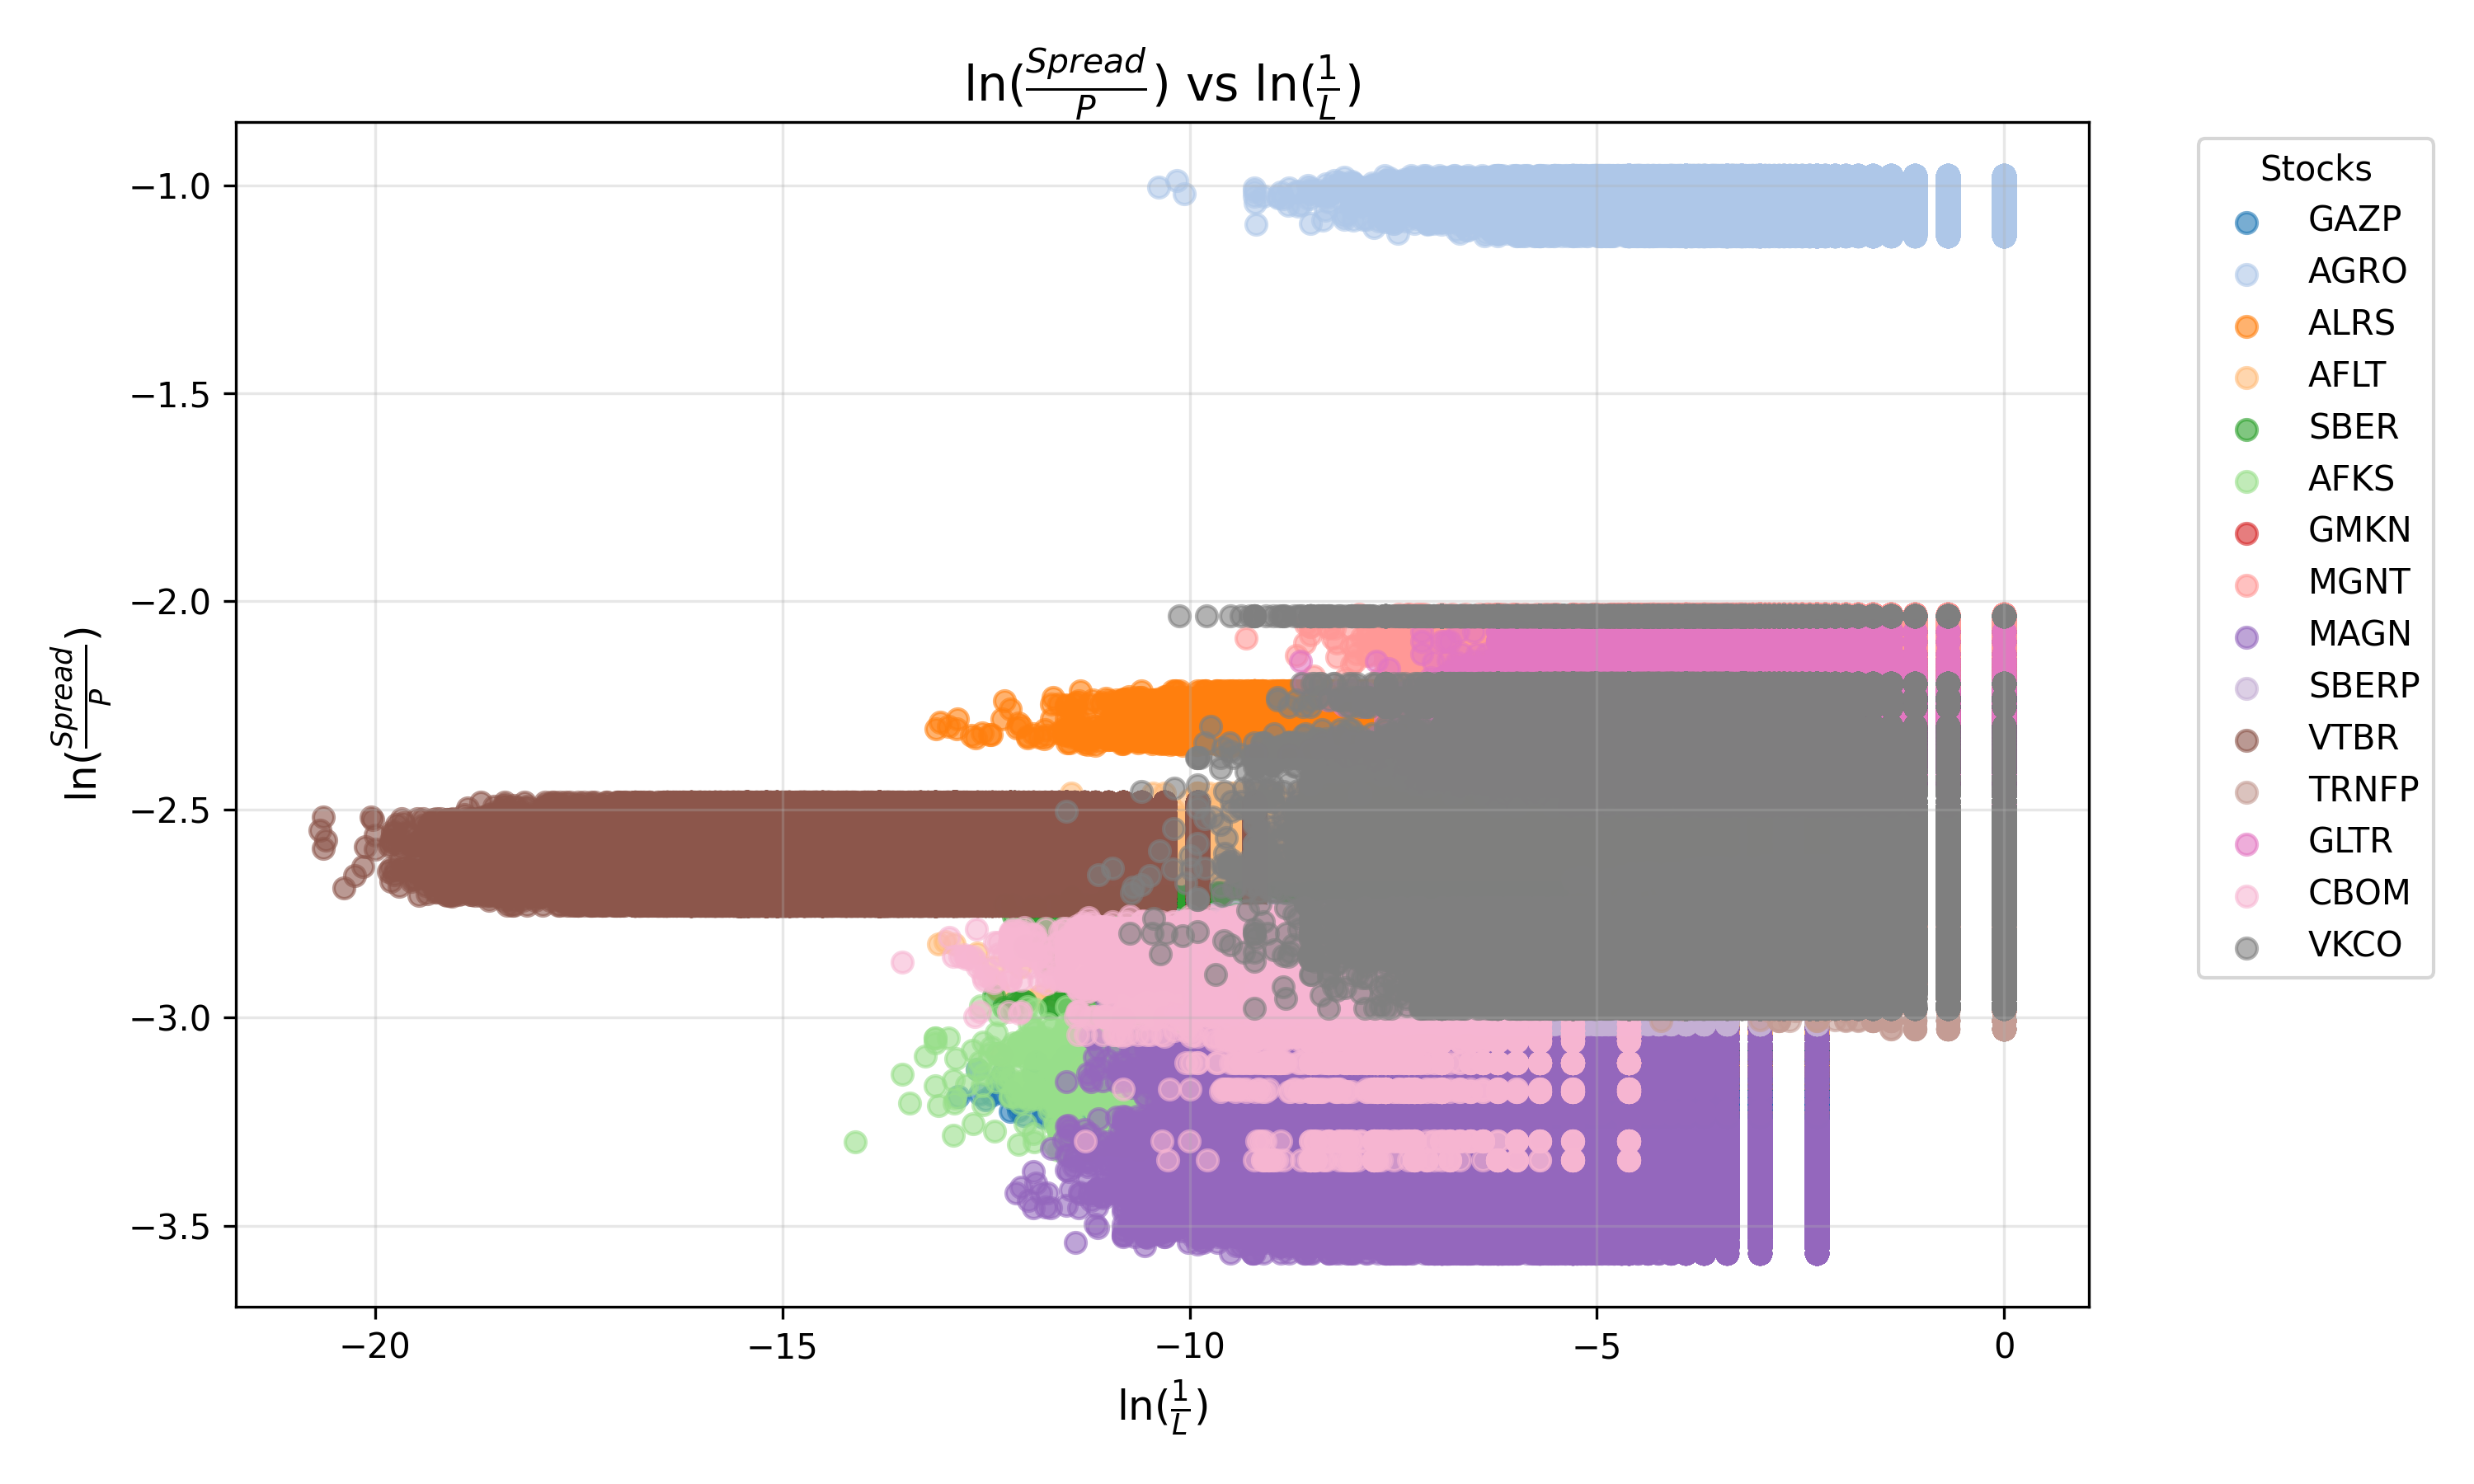 ln(Spread/P) vs ln(1/L)
ln(Spread/P)
−1.0
−1.5
−2.0
−2.5
−3.0
−3.5
−20
−15
−10
−5
0
ln(1/L)
Stocks
GAZP
AGRO
ALRS
AFLT
SBER
AFKS
GMKN
MGNT
MAGN
SBERP
VTBR
TRNFP
GLTR
CBOM
VKCO